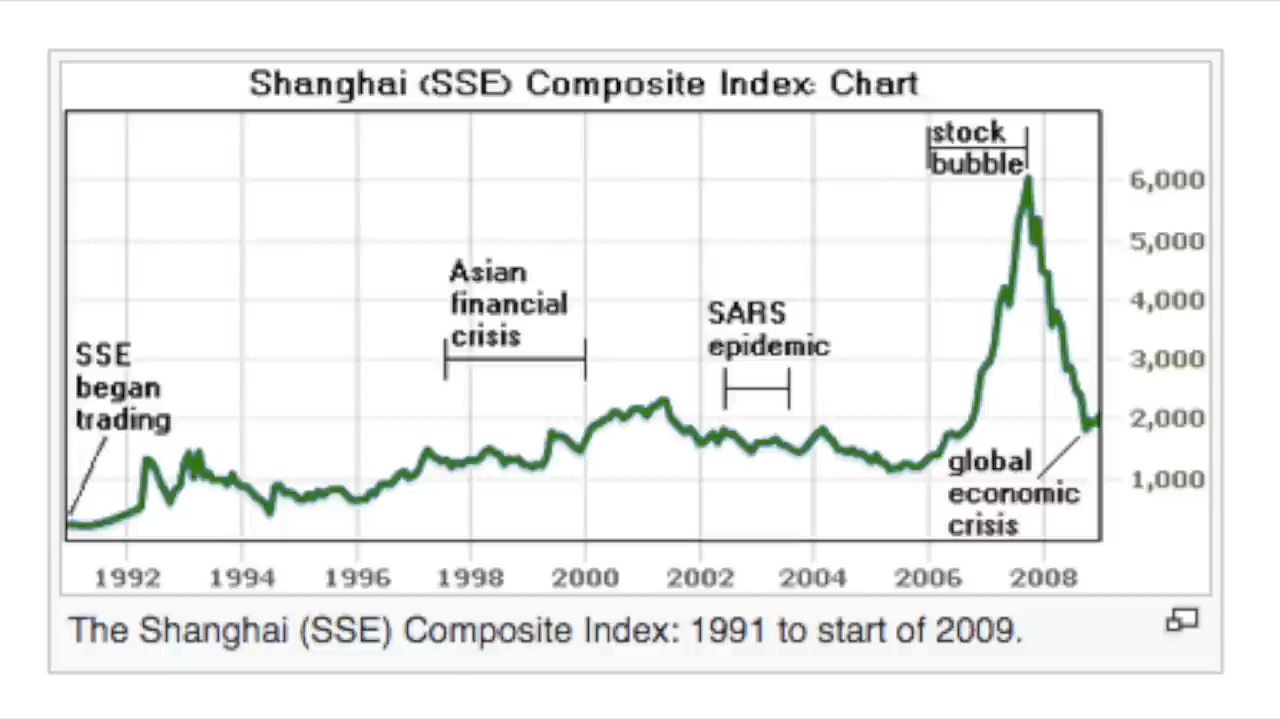 Shanghai (SSE) Composite Index: Chart
stock
bubble
6,000
5,000
Asian
financial
crisis
4,000
SARS
epidemic
SSE
began
trading
3,000
2,000
global
economic
crisis
1,000
1992 1994 1996 1998 2000 2002 2004 2006 2008
The Shanghai (SSE) Composite Index: 1991 to start of 2009.